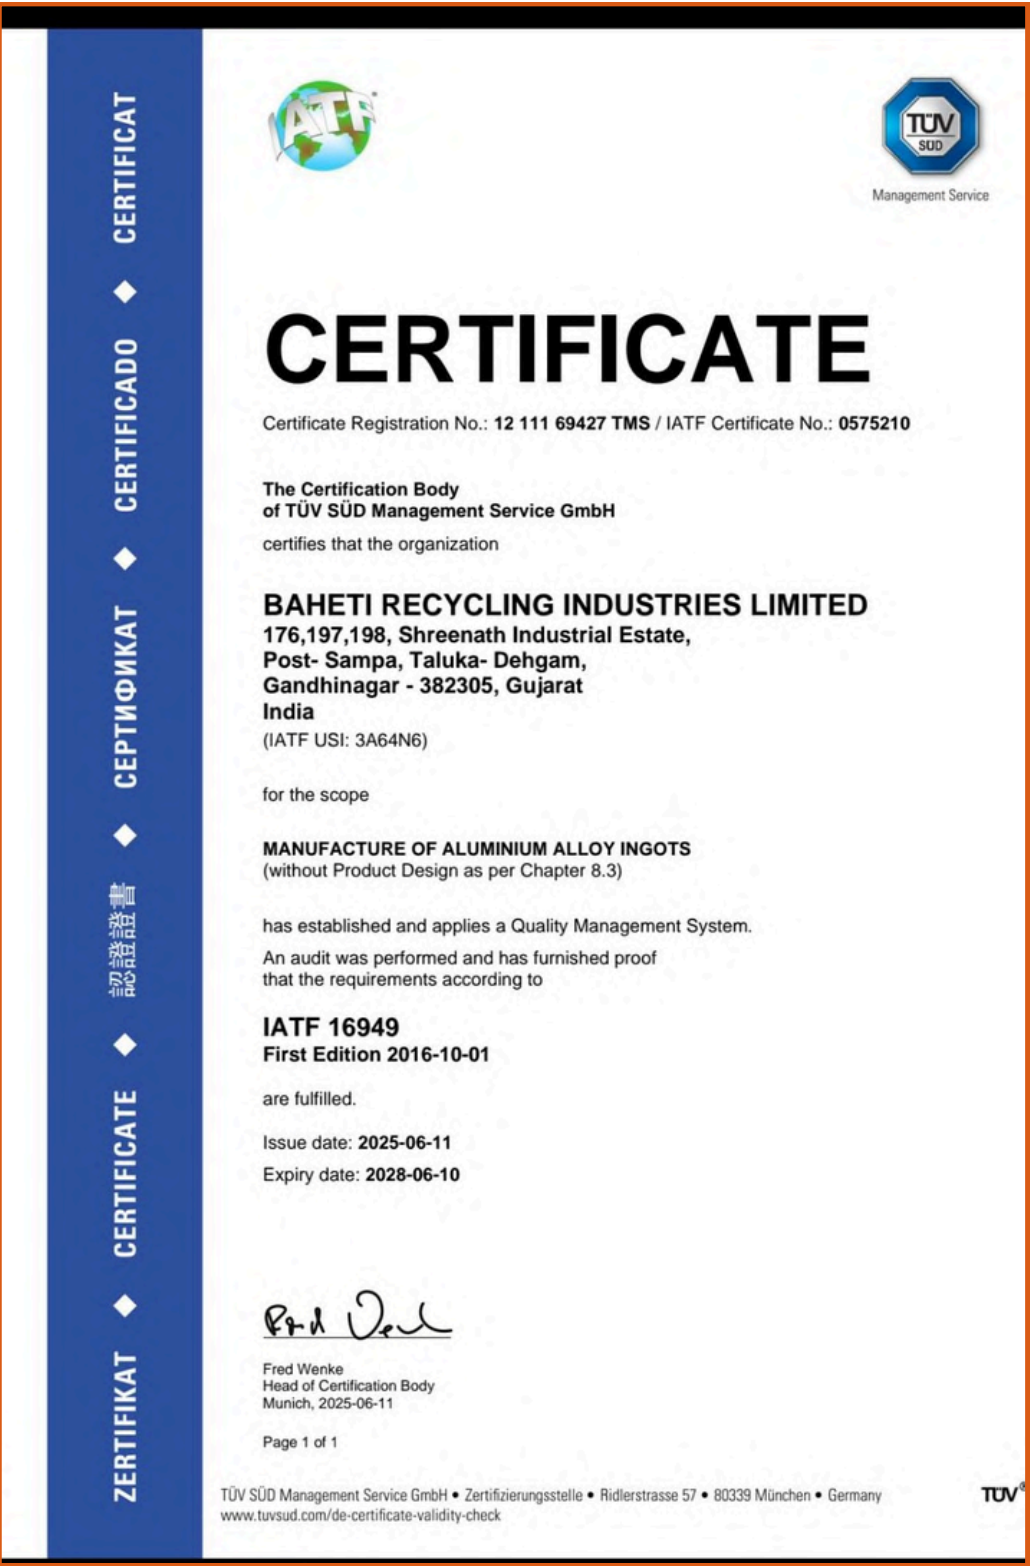 IATF
TÜV
SÜD
Management Service
CERTIFICATE
Certificate Registration No.: 12 111 69427 TMS / IATF Certificate No.: 0575210
The Certification Body
of TÜV SÜD Management Service GmbH
certifies that the organization
BAHETI RECYCLING INDUSTRIES LIMITED
176,197,198, Shreenath Industrial Estate,
Post- Sampa, Taluka- Dehgam,
Gandhinagar - 382305, Gujarat
India
(IATF USI: 3A64N6)
for the scope
MANUFACTURE OF ALUMINIUM ALLOY INGOTS
(without Product Design as per Chapter 8.3)
has established and applies a Quality Management System.
An audit was performed and has furnished proof
that the requirements according to
IATF 16949
First Edition 2016-10-01
are fulfilled.
Issue date: 2025-06-11
Expiry date: 2028-06-10
Fred Wenke
Head of Certification Body
Munich, 2025-06-11
Page 1 of 1
TÜV SÜD Management Service GmbH • Zertifizierungsstelle • Ridlerstrasse 57 • 80339 München • Germany
www.tuvsud.com/de-certificate-validity-check
TÜV®
ZERTIFIKAT ◆ CERTIFICATE ◆ 認證證書 ◆ СЕРТИФИКАТ ◆ CERTIFICADO ◆ CERTIFICAT